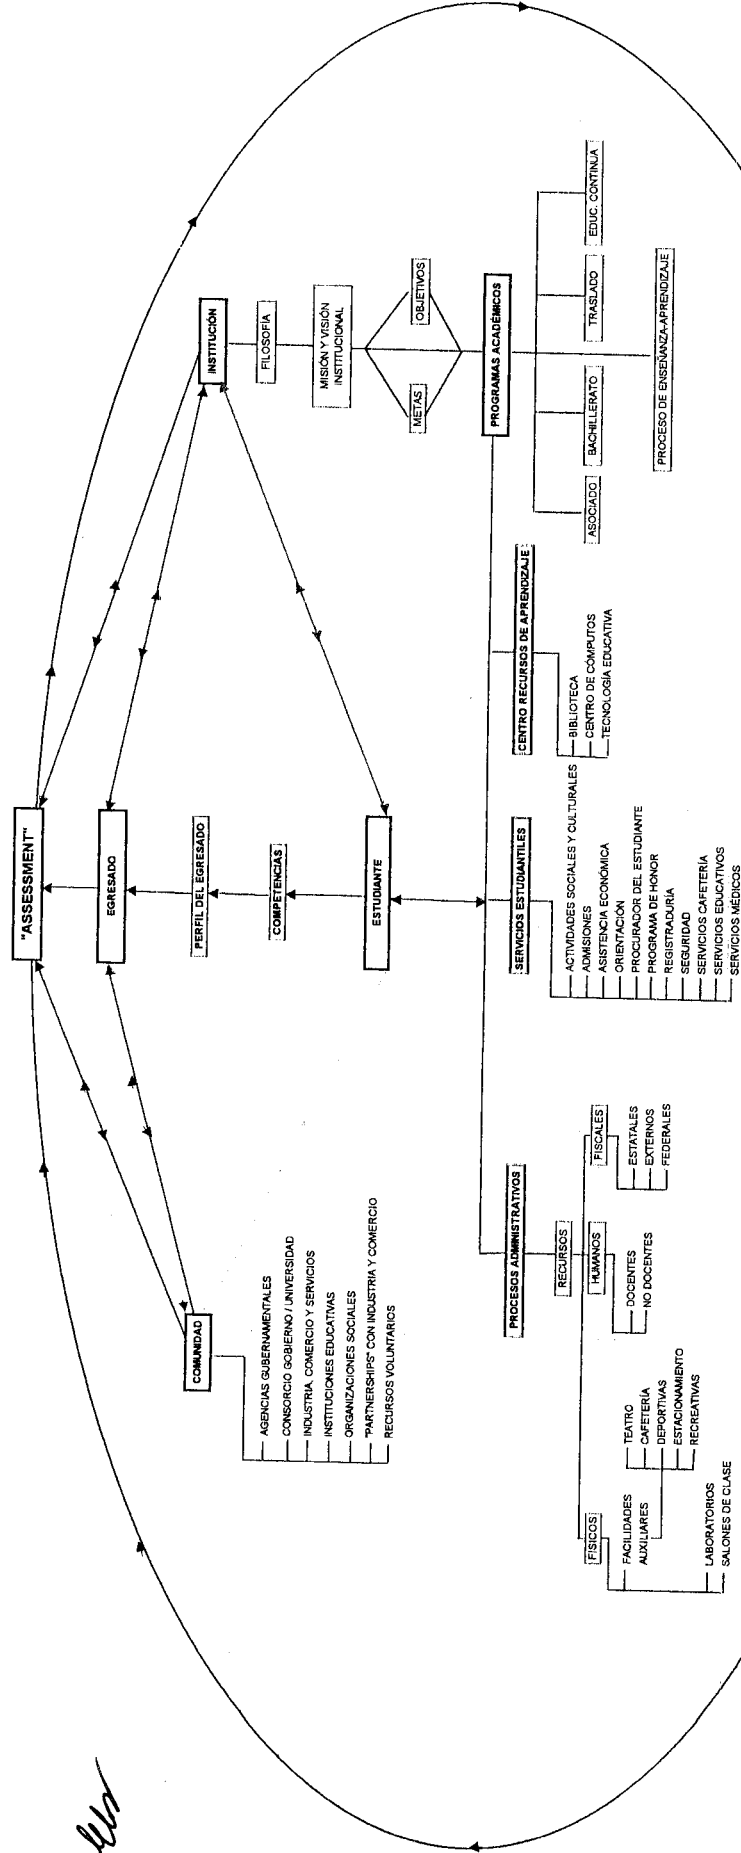 "ASSESSMENT"
COMUNIDAD
AGENCIAS GUBERNAMENTALES
CONSORCIO GOBIERNO / UNIVERSIDAD
INDUSTRIA, COMERCIO Y SERVICIOS
INSTITUCIONES EDUCATIVAS
ORGANIZACIONES SOCIALES
"PARTNERSHIPS" CON INDUSTRIA Y COMERCIO
RECURSOS VOLUNTARIOS
EGRESADO
PERFIL DEL EGRESADO
COMPETENCIAS
ESTUDIANTE
INSTITUCIÓN
FILOSOFÍA
MISIÓN Y VISIÓN
INSTITUCIONAL
METAS
OBJETIVOS
PROCESOS ADMINISTRATIVOS
RECURSOS
FÍSICOS
FACILIDADES
AUXILIARES
TEATRO
CAFETERÍA
DEPORTIVAS
ESTACIONAMIENTO
RECREATIVAS
LABORATORIOS
SALONES DE CLASE
HUMANOS
DOCENTES
NO DOCENTES
FISCALES
ESTATALES
EXTERNOS
FEDERALES
SERVICIOS ESTUDIANTILES
ACTIVIDADES SOCIALES Y CULTURALES
ADMISIONES
ASISTENCIA ECONÓMICA
ORIENTACIÓN
PROCURADOR DEL ESTUDIANTE
PROGRAMA DE HONOR
REGISTRADURÍA
SEGURIDAD
SERVICIOS CAFETERÍA
SERVICIOS EDUCATIVOS
SERVICIOS MÉDICOS
CENTRO RECURSOS DE APRENDIZAJE
BIBLIOTECA
CENTRO DE CÓMPUTOS
TECNOLOGÍA EDUCATIVA
PROGRAMAS ACADÉMICOS
ASOCIADO
BACHILLERATO
TRASLADO
EDUC. CONTINUA
PROCESO DE ENSEÑANZA-APRENDIZAJE